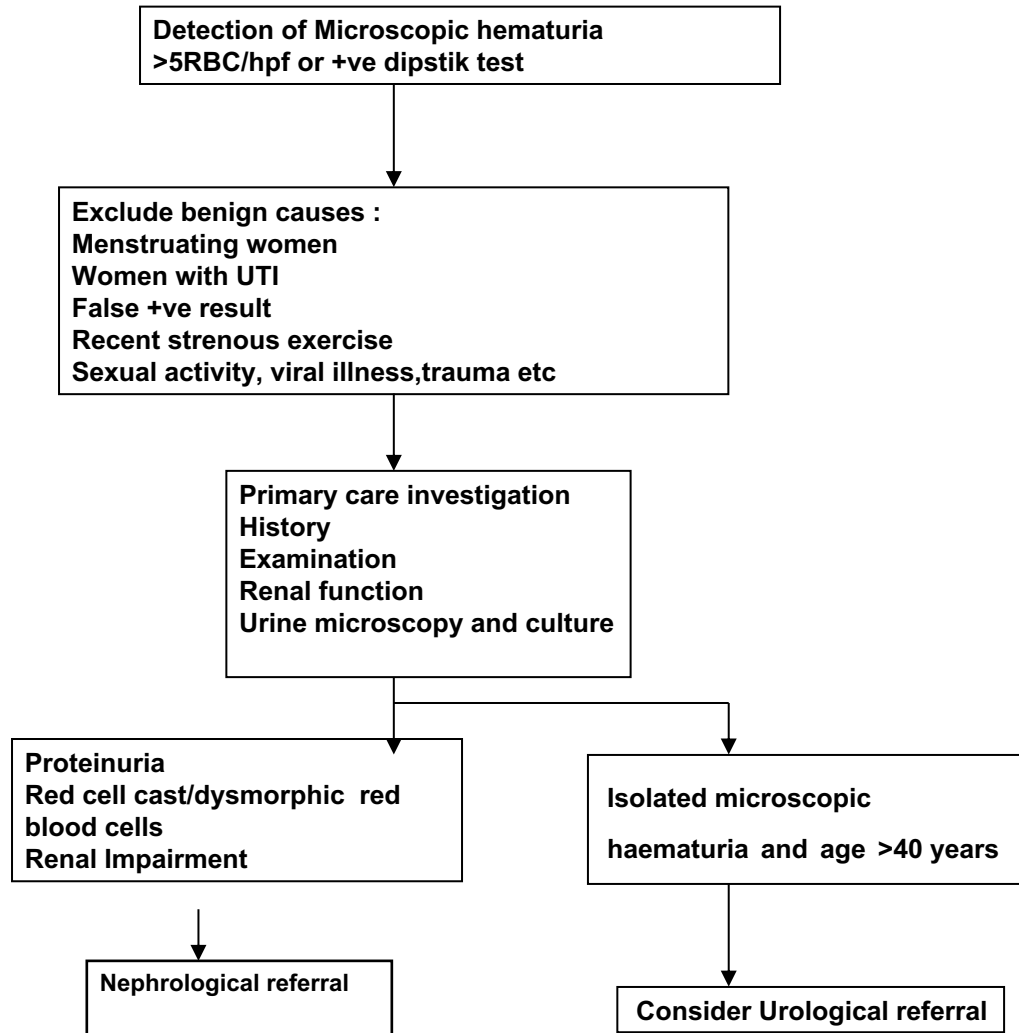 Detection of Microscopic hematuria
>5RBC/hpf or +ve dipstik test
Exclude benign causes :
Menstruating women
Women with UTI
False +ve result
Recent strenous exercise
Sexual activity, viral illness,trauma etc
Primary care investigation
History
Examination
Renal function
Urine microscopy and culture
Proteinuria
Red cell cast/dysmorphic red
blood cells
Renal Impairment
Isolated microscopic
haematuria and age >40 years
Nephrological referral
Consider Urological referral